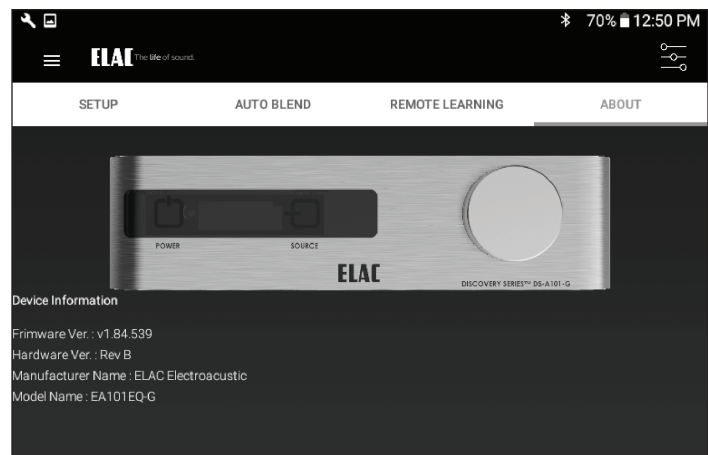 70% 12:50 PM
ELAC The life of sound.
SETUP AUTO BLEND REMOTE LEARNING ABOUT
POWER SOURCE
ELAC
DISCOVERY SERIES™ DS-A101-G
Device Information
Frimware Ver. : v1.84.539
Hardware Ver. : Rev B
Manufacturer Name : ELAC Electroacustic
Model Name : EA101EQ-G